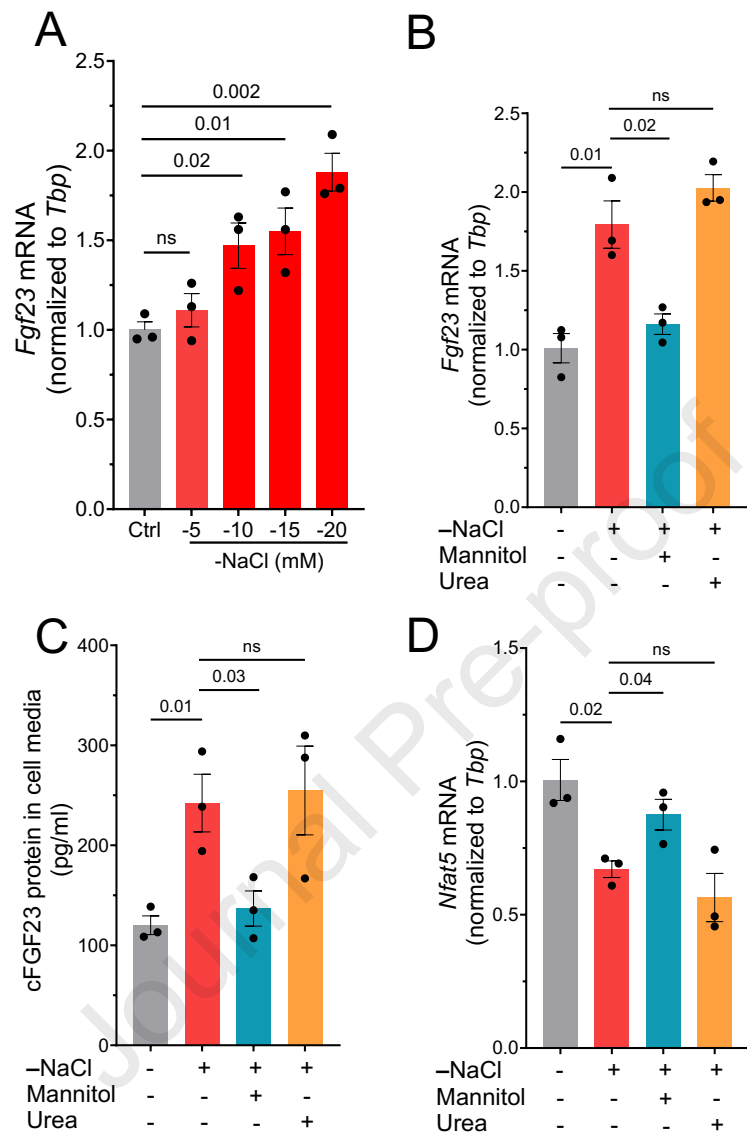 A
2.5
2.0
1.5
1.0
0.5
0.0
Fgf23 mRNA
(normalized to Tbp)
0.002
0.01
0.02
ns
Ctrl -5 -10 -15 -20
-NaCl (mM)
B
2.5
2.0
1.5
1.0
0.5
0.0
Fgf23 mRNA
(normalized to Tbp)
ns
0.02
0.01
–NaCl - + + +
Mannitol - - + -
Urea - - - +
C
400
300
200
100
0
cFGF23 protein in cell media
(pg/ml)
ns
0.03
0.01
–NaCl - + + +
Mannitol - - + -
Urea - - - +
D
1.5
1.0
0.5
0.0
Nfat5 mRNA
(normalized to Tbp)
ns
0.04
0.02
–NaCl - + + +
Mannitol - - + -
Urea - - - +
Journal Pre-proof